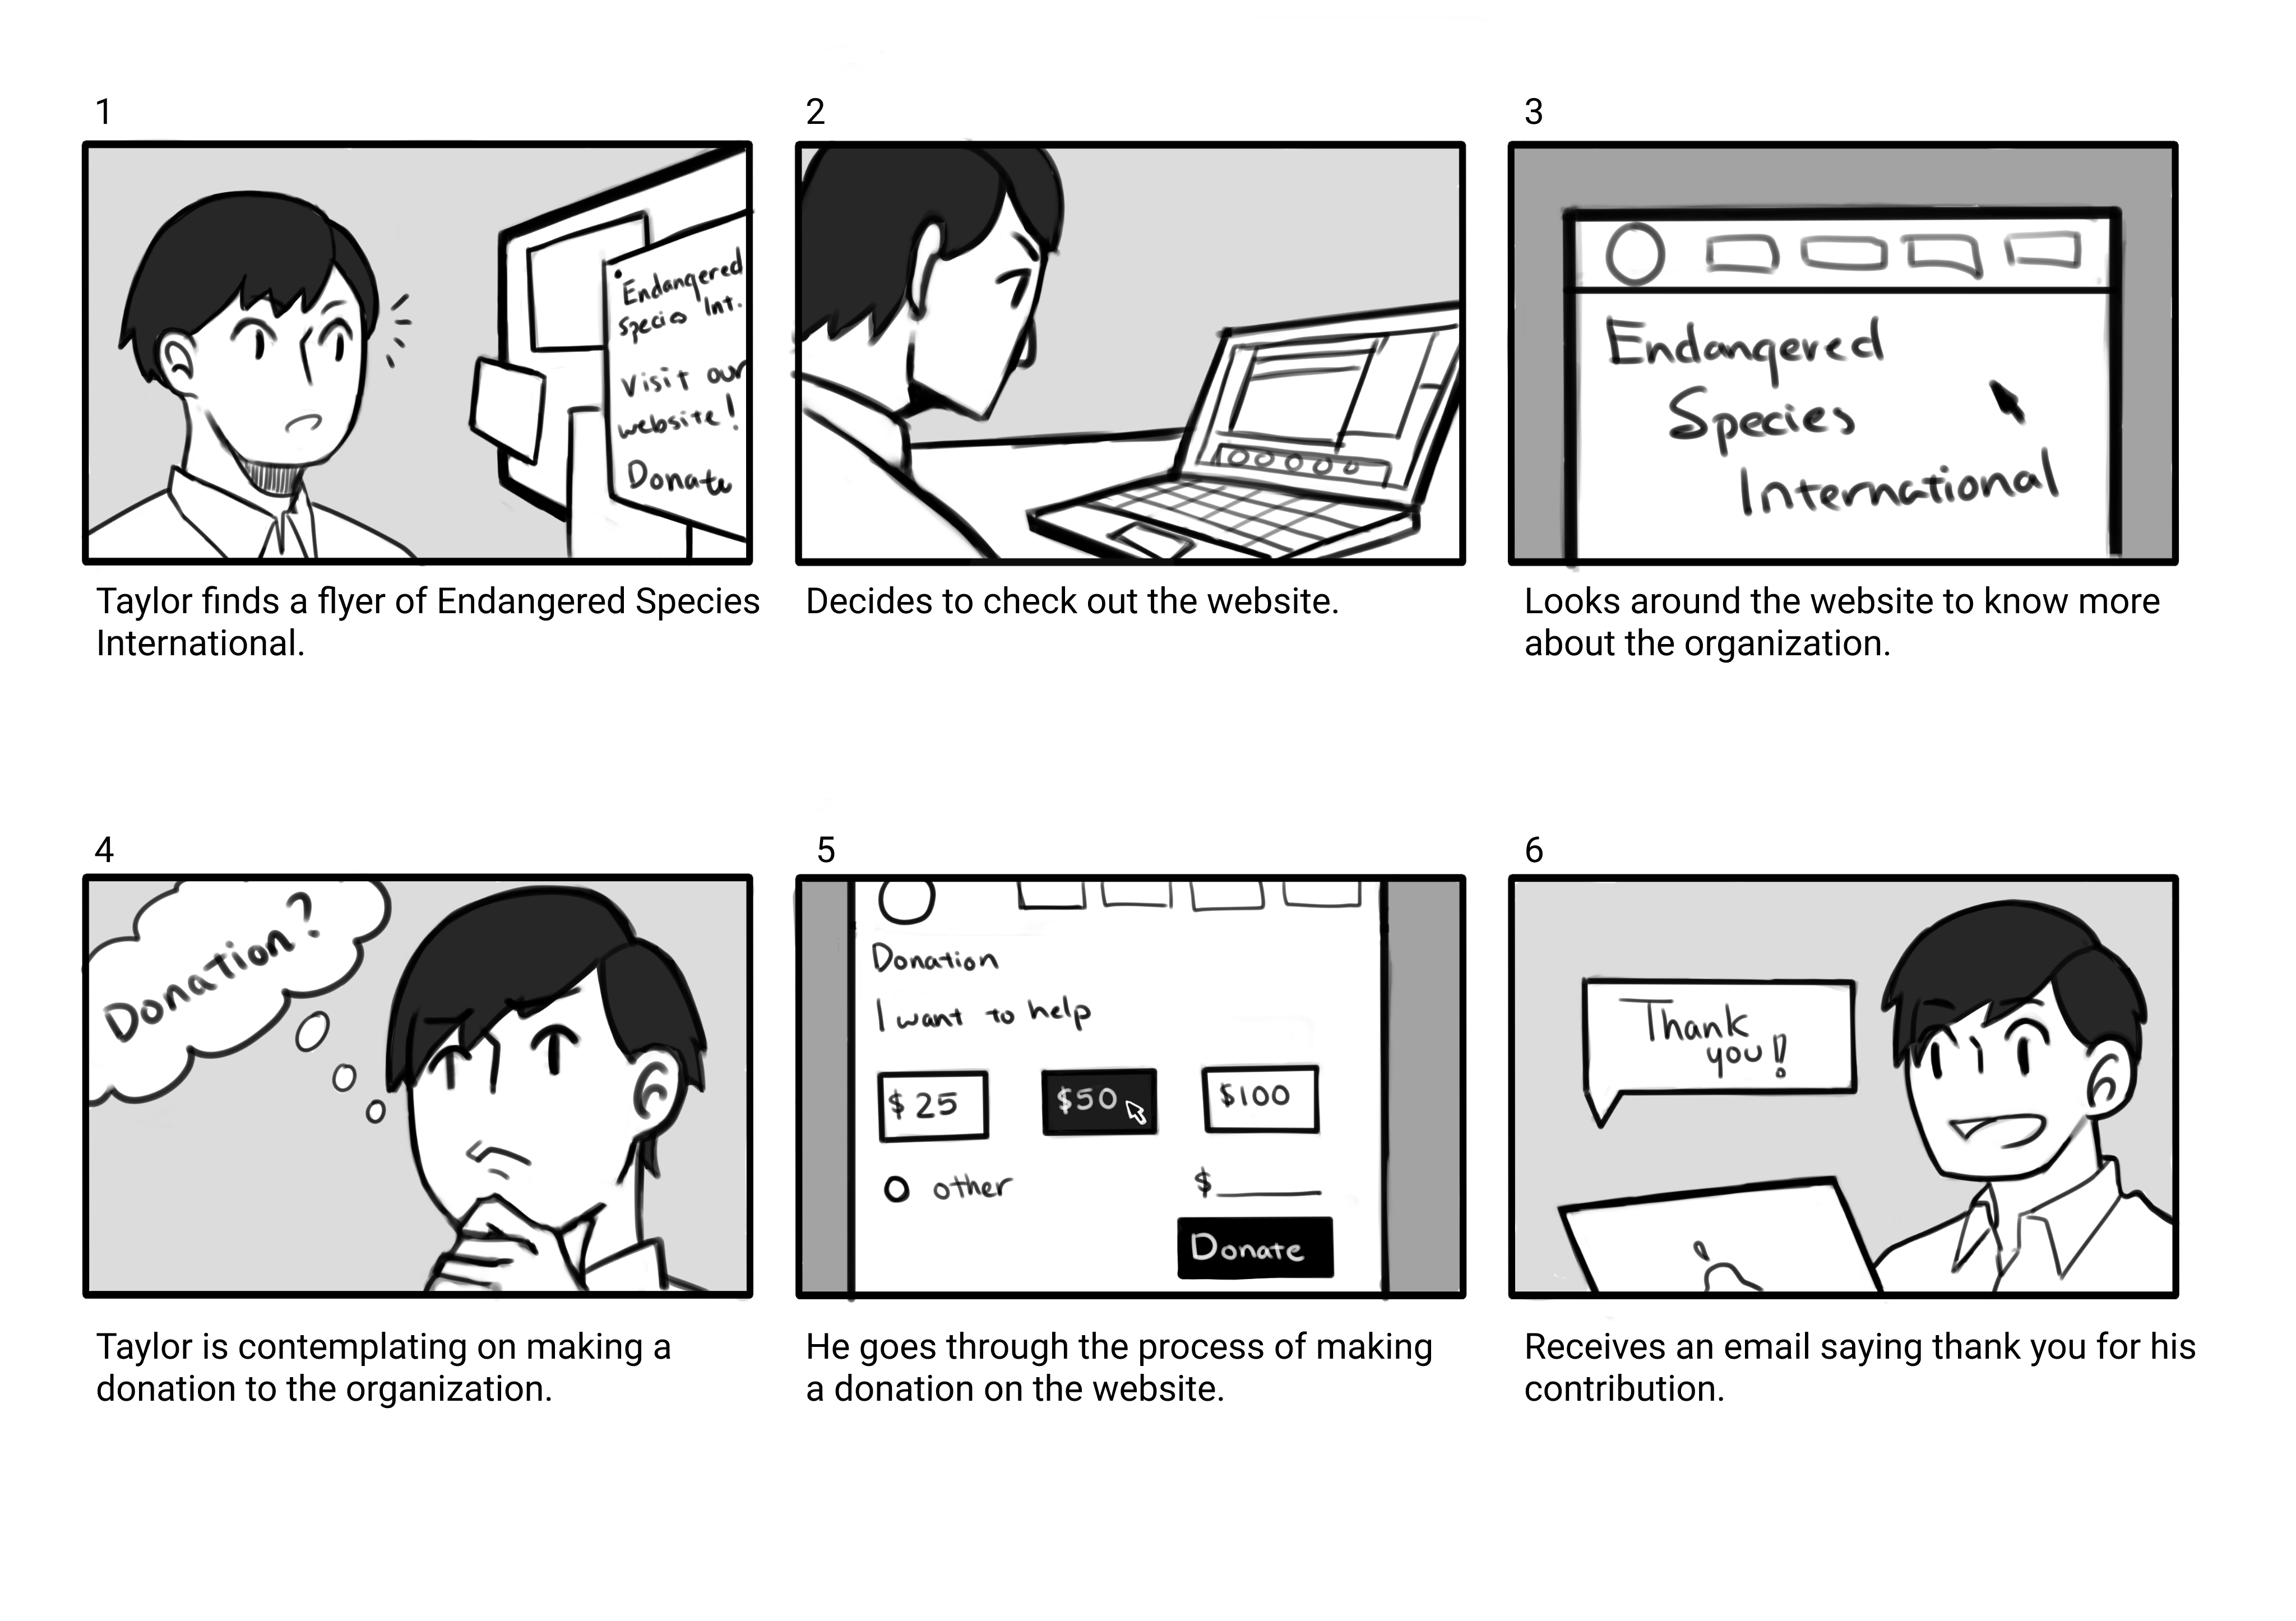 1
Endangered
Species Int.
Visit our
website!
Donate
Taylor finds a flyer of Endangered Species
International.
2
Decides to check out the website.
3
Endangered
Species
International
Looks around the website to know more
about the organization.
4
Donation?
Taylor is contemplating on making a
donation to the organization.
5
Donation
I want to help
$25 $50 $100
other $
Donate
He goes through the process of making
a donation on the website.
6
Thank
you!!
Receives an email saying thank you for his
contribution.